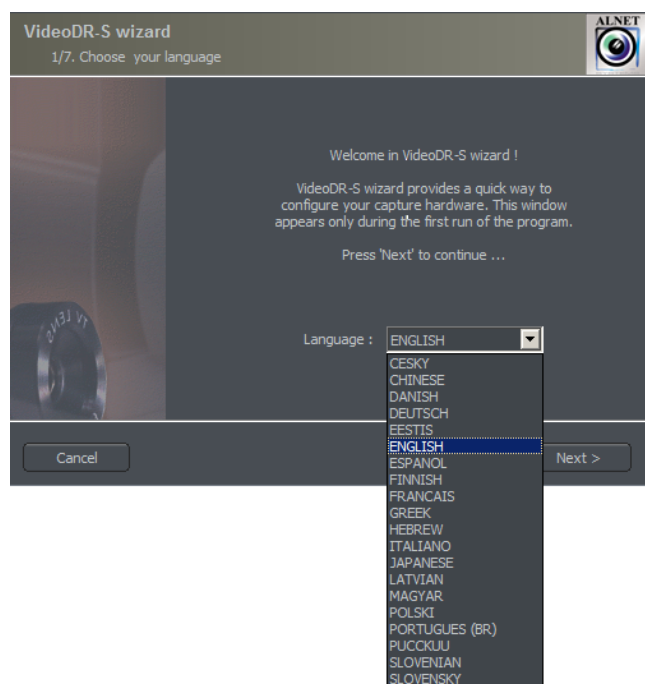 VideoDR-S wizard
1/7. Choose your language
ALNET
Welcome in VideoDR-S wizard !
VideoDR-S wizard provides a quick way to
configure your capture hardware. This window
appears only during the first run of the program.
Press 'Next' to continue ...
TV LENS
Language : ENGLISH
CESKY
CHINESE
DANISH
DEUTSCH
EESTIS
ENGLISH
ESPANOL
FINNISH
FRANCAIS
GREEK
HEBREW
ITALIANO
JAPANESE
LATVIAN
MAGYAR
POLSKI
PORTUGUES (BR)
PUCCKUU
SLOVENIAN
SLOVENSKY
Cancel
Next >